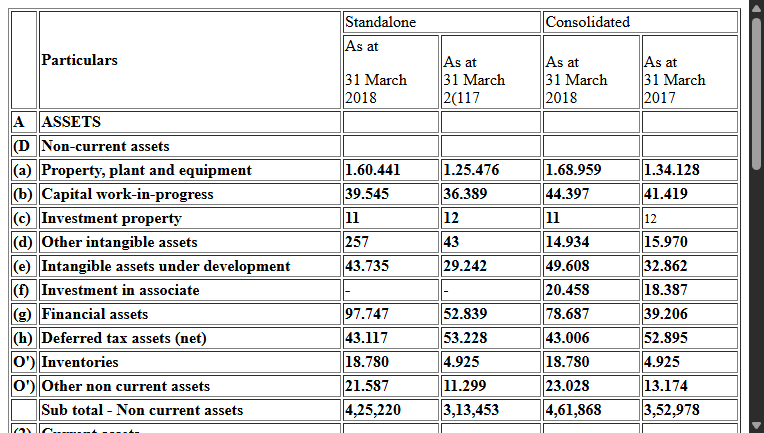 Standalone Consolidated
Particulars
As at
31 March
2018
As at
31 March
2(117
As at
31 March
2018
As at
31 March
2017
A ASSETS
(D Non-current assets
(a) Property, plant and equipment 1.60.441 1.25.476 1.68.959 1.34.128
(b) Capital work-in-progress 39.545 36.389 44.397 41.419
(c) Investment property 11 12 11 12
(d) Other intangible assets 257 43 14.934 15.970
(e) Intangible assets under development 43.735 29.242 49.608 32.862
(f) Investment in associate - - 20.458 18.387
(g) Financial assets 97.747 52.839 78.687 39.206
(h) Deferred tax assets (net) 43.117 53.228 43.006 52.895
O') Inventories 18.780 4.925 18.780 4.925
O') Other non current assets 21.587 11.299 23.028 13.174
Sub total - Non current assets 4,25,220 3,13,453 4,61,868 3,52,978
(2) Current assets